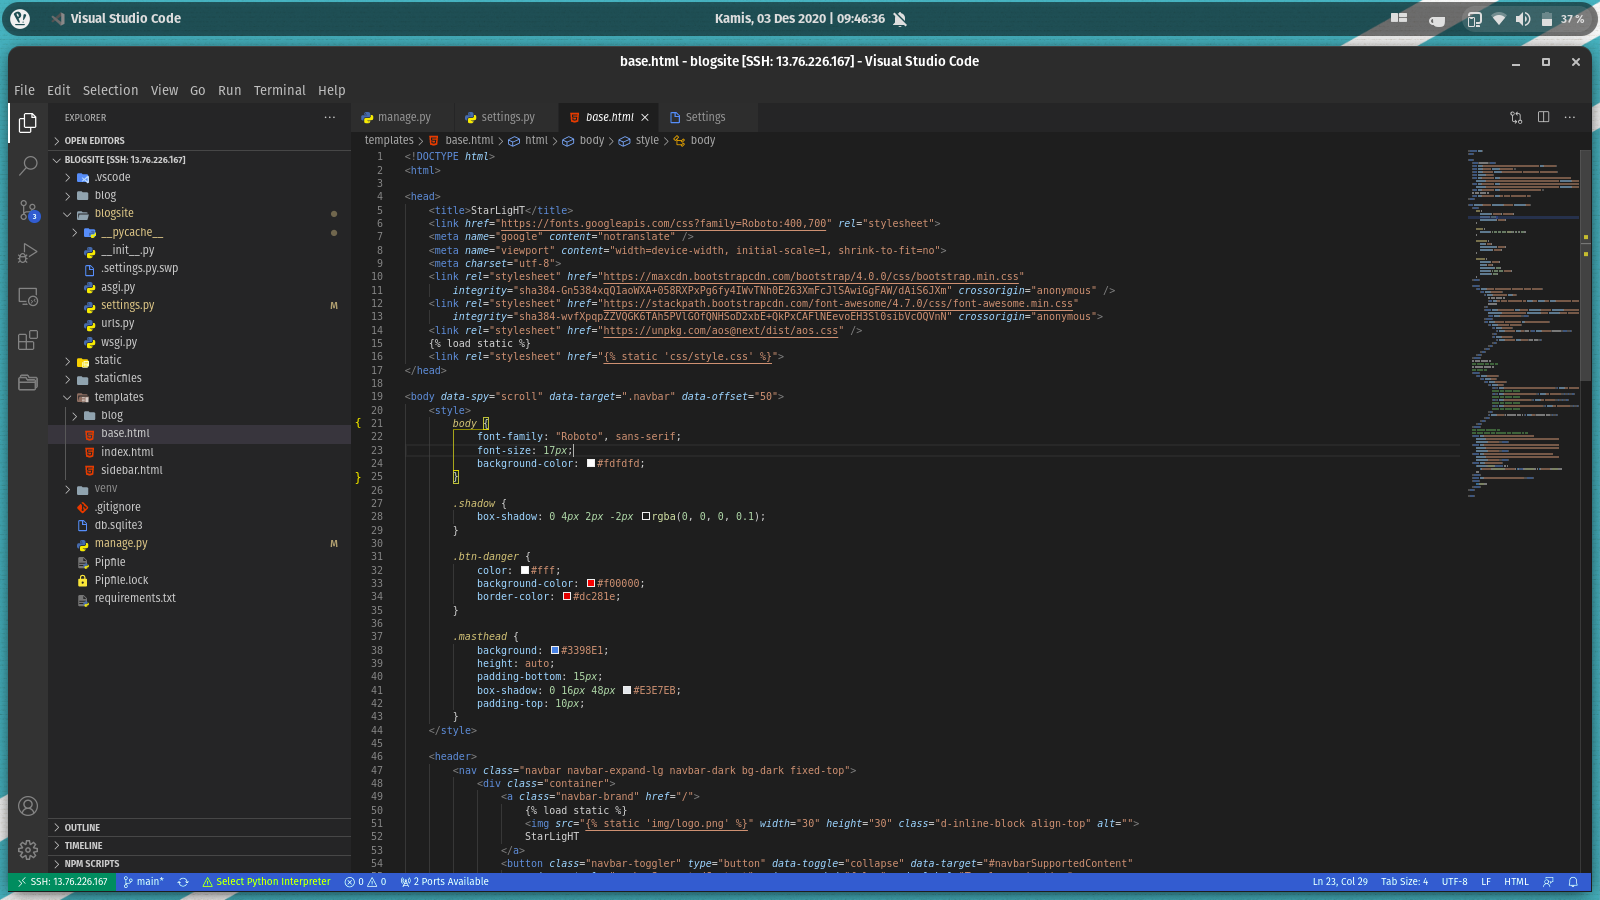 Visual Studio Code
Kamis, 03 Des 2020 | 09:46:36
37 %
base.html - blogsite [SSH: 13.76.226.167] - Visual Studio Code
File Edit Selection View Go Run Terminal Help
EXPLORER
OPEN EDITORS
BLOGSITE [SSH: 13.76.226.167]
.vscode
blog
blogsite
__pycache__
__init__.py
.settings.py.swp
asgi.py
settings.py M
urls.py
wsgi.py
static
staticfiles
templates
blog
base.html
index.html
sidebar.html
venv
.gitignore
db.sqlite3
manage.py M
Pipfile
Pipfile.lock
requirements.txt
OUTLINE
TIMELINE
NPM SCRIPTS
3
manage.py settings.py base.html Settings
templates > base.html > html > body > style > body
1 <!DOCTYPE html>
2 <html>
3
4 <head>
5 <title>StarLigHT</title>
6 <link href="https://fonts.googleapis.com/css?family=Roboto:400,700" rel="stylesheet">
7 <meta name="google" content="notranslate" />
8 <meta name="viewport" content="width=device-width, initial-scale=1, shrink-to-fit=no">
9 <meta charset="utf-8">
10 <link rel="stylesheet" href="https://maxcdn.bootstrapcdn.com/bootstrap/4.0.0/css/bootstrap.min.css"
11 integrity="sha384-Gn5384xqQ1aoWXA+058RXPxPg6fy4IWvTNh0E263XmFcJlSAwiGgFAW/dAiS6JXm" crossorigin="anonymous" />
12 <link rel="stylesheet" href="https://stackpath.bootstrapcdn.com/font-awesome/4.7.0/css/font-awesome.min.css"
13 integrity="sha384-wvfXpqpZZVQGK6TAh5PVlGOfQNHSoD2xbE+QkPxCAFlNEevoEH3Sl0sibVcOQVnN" crossorigin="anonymous">
14 <link rel="stylesheet" href="https://unpkg.com/aos@next/dist/aos.css" />
15 {% load static %}
16 <link rel="stylesheet" href="{% static 'css/style.css' %}">
17 </head>
18
19 <body data-spy="scroll" data-target=".navbar" data-offset="50">
20 <style>
{ 21 body {
22 font-family: "Roboto", sans-serif;
23 font-size: 17px;
24 background-color: #fdfdfd;
} 25 }
26
27 .shadow {
28 box-shadow: 0 4px 2px -2px rgba(0, 0, 0, 0.1);
29 }
30
31 .btn-danger {
32 color: #fff;
33 background-color: #f00000;
34 border-color: #dc281e;
35 }
36
37 .masthead {
38 background: #3398E1;
39 height: auto;
40 padding-bottom: 15px;
41 box-shadow: 0 16px 48px #E3E7EB;
42 padding-top: 10px;
43 }
44 </style>
45
46 <header>
47 <nav class="navbar navbar-expand-lg navbar-dark bg-dark fixed-top">
48 <div class="container">
49 <a class="navbar-brand" href="/">
50 {% load static %}
51 <img src="{% static 'img/logo.png' %}" width="30" height="30" class="d-inline-block align-top" alt="">
52 StarLigHT
53 </a>
54 <button class="navbar-toggler" type="button" data-toggle="collapse" data-target="#navbarSupportedContent"
SSH: 13.76.226.167 main* Select Python Interpreter 0 0 2 Ports Available Ln 23, Col 29 Tab Size: 4 UTF-8 LF HTML